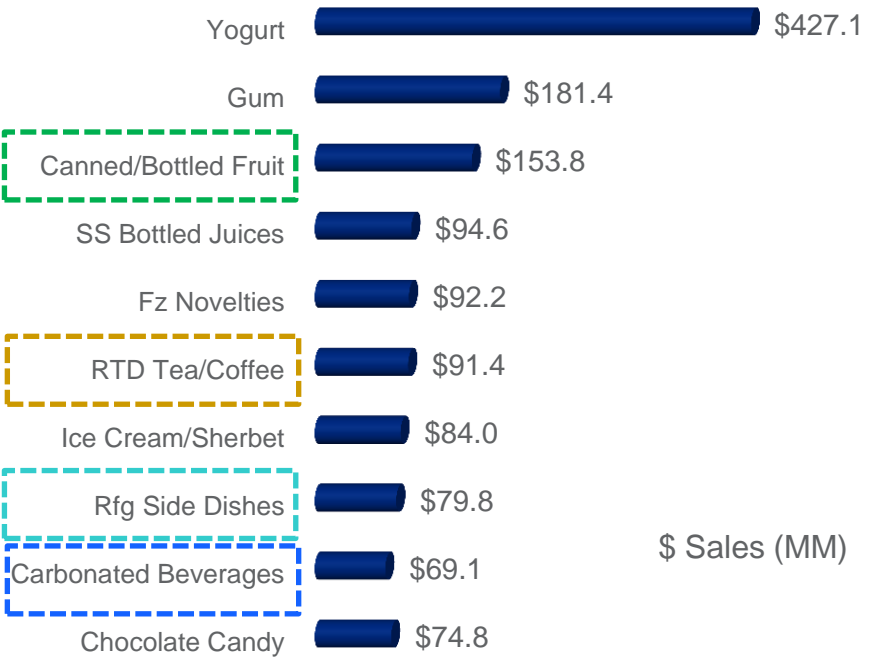 Yogurt $427.1
Gum $181.4
Canned/Bottled Fruit $153.8
SS Bottled Juices $94.6
Fz Novelties $92.2
RTD Tea/Coffee $91.4
Ice Cream/Sherbet $84.0
Rfg Side Dishes $79.8
$ Sales (MM)
Carbonated Beverages $69.1
Chocolate Candy $74.8